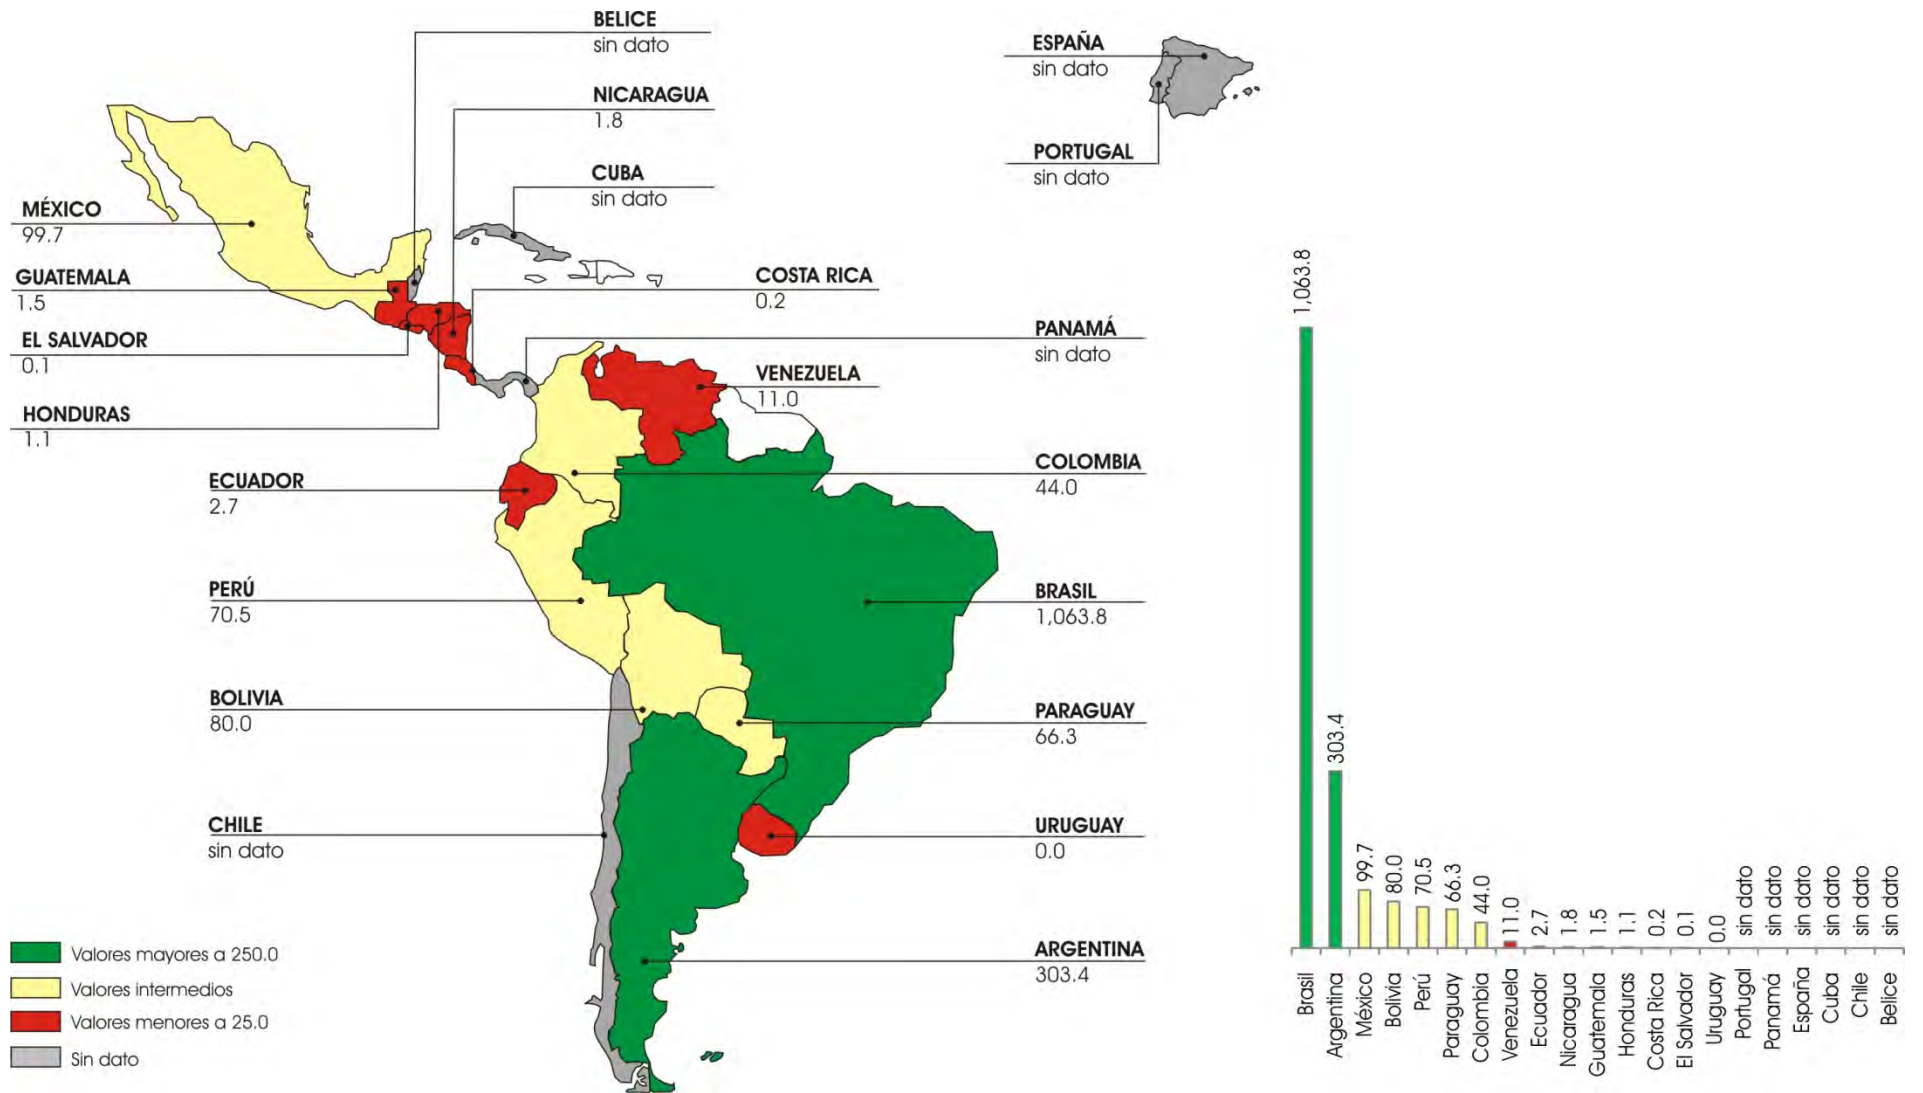 BELICE
sin dato
NICARAGUA
1.8
CUBA
sin dato
ESPAÑA
sin dato
PORTUGAL
sin dato
MÉXICO
99.7
GUATEMALA
1.5
EL SALVADOR
0.1
HONDURAS
1.1
COSTA RICA
0.2
PANAMÁ
sin dato
VENEZUELA
11.0
COLOMBIA
44.0
ECUADOR
2.7
PERÚ
70.5
BRASIL
1,063.8
BOLIVIA
80.0
PARAGUAY
66.3
CHILE
sin dato
URUGUAY
0.0
ARGENTINA
303.4
Valores mayores a 250.0
Valores intermedios
Valores menores a 25.0
Sin dato
1,063.8
303.4
99.7
80.0
70.5
66.3
44.0
11.0
2.7
1.8
1.5
1.1
0.2
0.1
0.0
sin dato
sin dato
sin dato
sin dato
sin dato
sin dato
Brasil
Argentina
México
Bolivia
Perú
Paraguay
Colombia
Venezuela
Ecuador
Nicaragua
Guatemala
Honduras
Costa Rica
El Salvador
Uruguay
Portugal
Panamá
España
Cuba
Chile
Belice